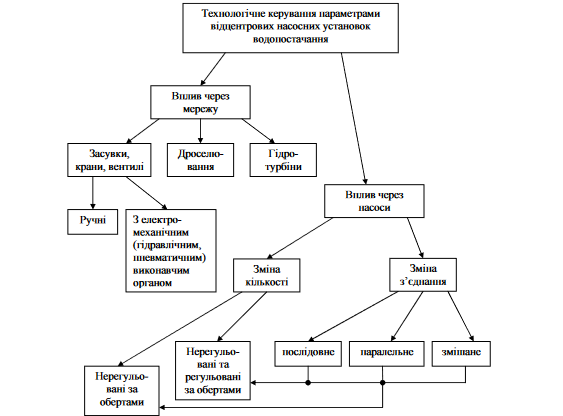 Технологічне керування параметрами
відцентрових насосних установок
водопостачання
Вплив через
мережу
Засувки,
крани, вентилі
Дроселю-
вання
Гідро-
турбіни
Ручні
З електро-
механічним
(гідравлічним,
пневматичним)
виконавчим
органом
Вплив через
насоси
Зміна
кількості
Зміна
з’єднання
Нерегульо-
вані за
обертами
Нерегульо-
вані та
регульовані
за обертами
послідовне
паралельне
змішане